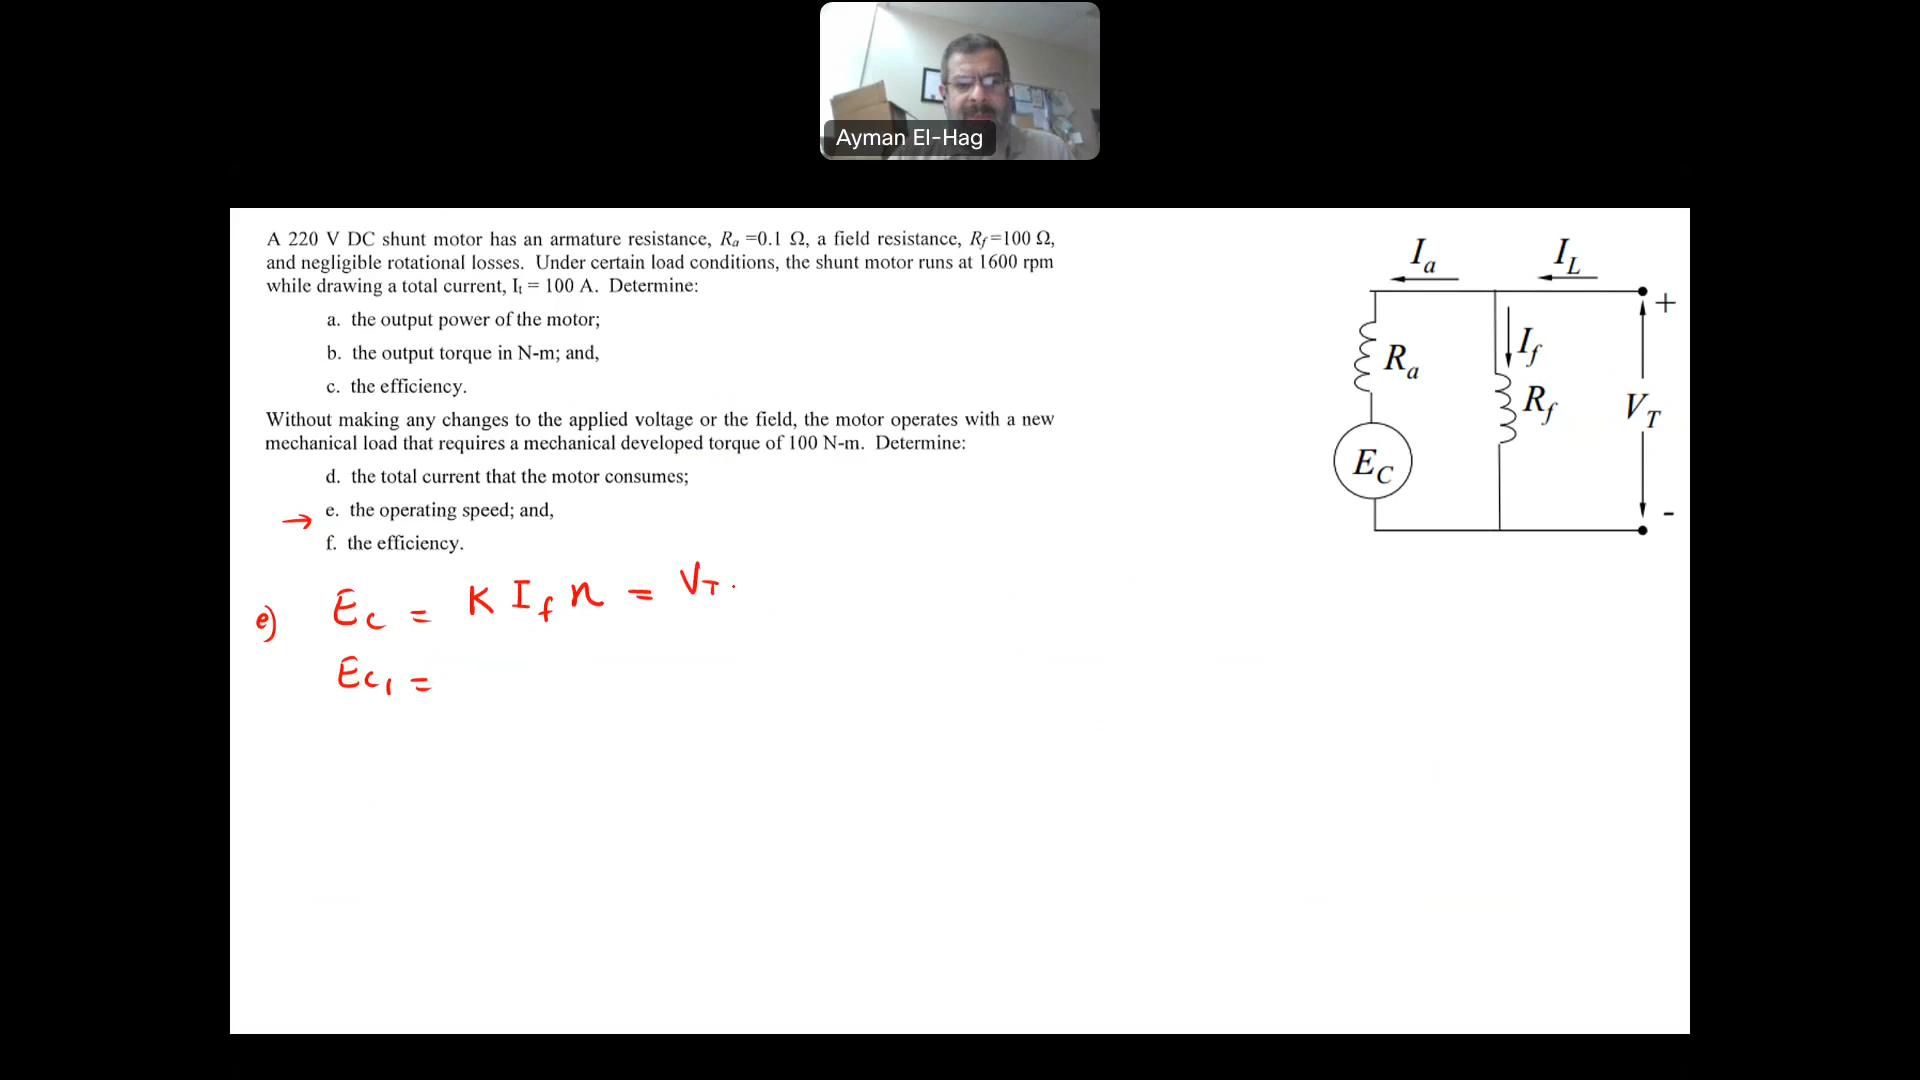 Ayman El-Hag
A 220 V DC shunt motor has an armature resistance, Ra =0.1 Ω, a field resistance, Rf=100 Ω,
and negligible rotational losses. Under certain load conditions, the shunt motor runs at 1600 rpm
while drawing a total current, It = 100 A. Determine:
a. the output power of the motor;
b. the output torque in N-m; and,
c. the efficiency.
Without making any changes to the applied voltage or the field, the motor operates with a new
mechanical load that requires a mechanical developed torque of 100 N-m. Determine:
d. the total current that the motor consumes;
→ e. the operating speed; and,
f. the efficiency.
e) Ec = K If n = VT .
Ec1 =
Ia
IL
+
If
Ra
Rf
VT
EC
-